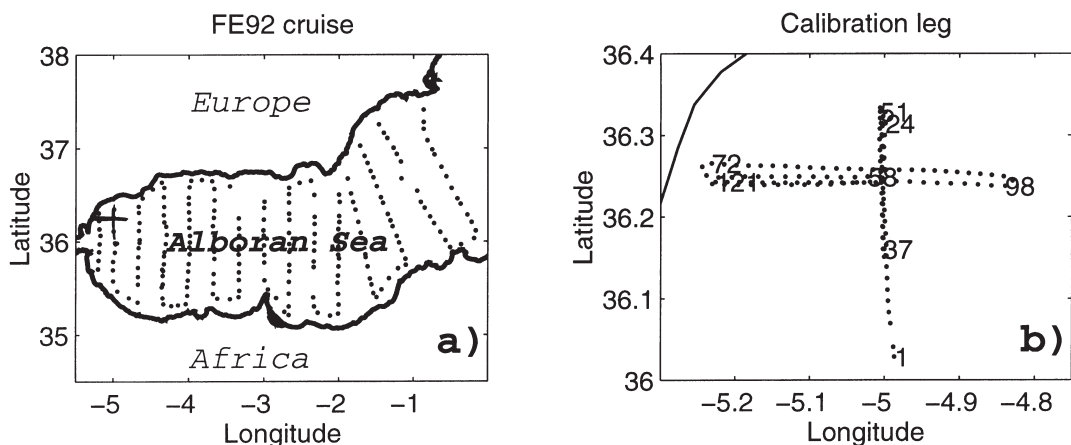 FE92 cruise
38
37
36
35
Latitude
Europe
Alboran Sea
Africa
a)
−5 −4 −3 −2 −1
Longitude
Calibration leg
36.4
36.3
36.2
36.1
36
Latitude
51
24
72
68
121
98
37
1
b)
−5.2 −5.1 −5 −4.9 −4.8
Longitude